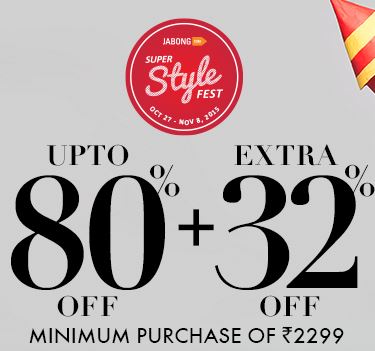 JABONG
SUPER
Style
FEST
OCT 27 - NOV 8, 2015
UPTO EXTRA
80% + 32%
OFF OFF
MINIMUM PURCHASE OF ₹2299